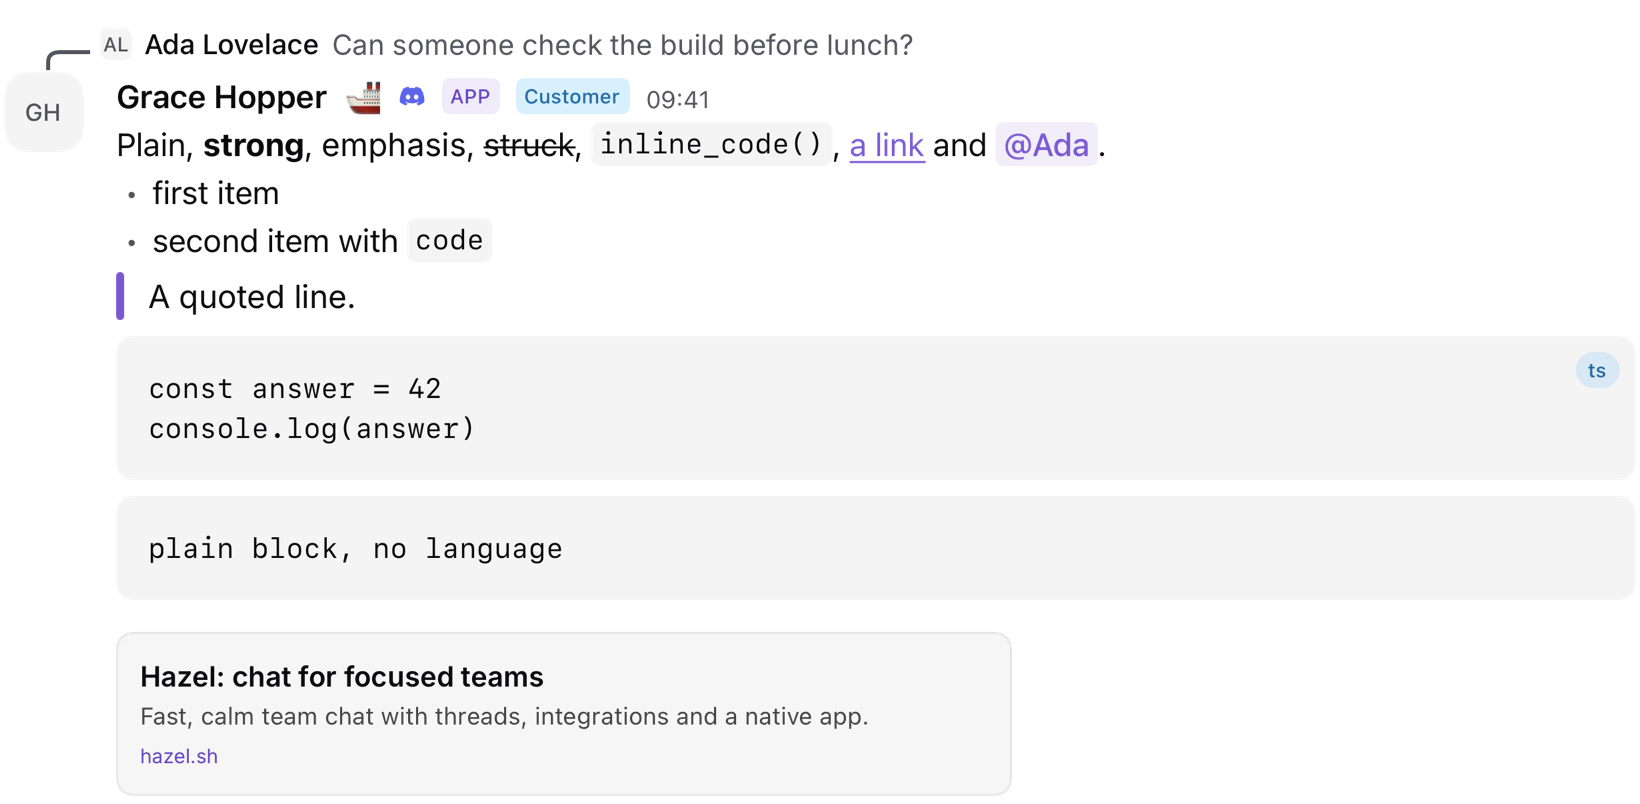 AL Ada Lovelace Can someone check the build before lunch?
GH
Grace Hopper APP Customer 09:41
Plain, strong, emphasis, struck, inline_code(), a link and @Ada.
• first item
• second item with code
A quoted line.
ts
const answer = 42
console.log(answer)
plain block, no language
Hazel: chat for focused teams
Fast, calm team chat with threads, integrations and a native app.
hazel.sh